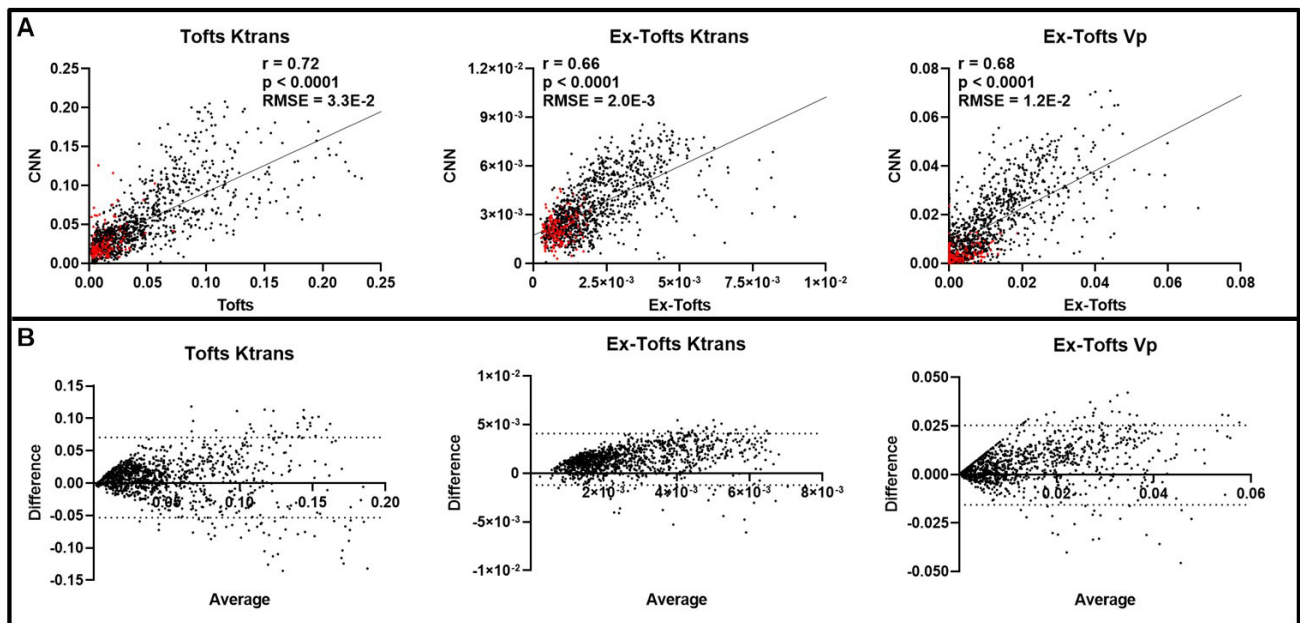 A
Tofts Ktrans
r = 0.72
p < 0.0001
RMSE = 3.3E-2
0.25
0.20
0.15
0.10
0.05
0.00
CNN
0.00 0.05 0.10 0.15 0.20 0.25
Tofts
Ex-Tofts Ktrans
r = 0.66
p < 0.0001
RMSE = 2.0E-3
1.2×10⁻²
9×10⁻³
6×10⁻³
3×10⁻³
0
CNN
0 2.5×10⁻³ 5×10⁻³ 7.5×10⁻³ 1×10⁻²
Ex-Tofts
Ex-Tofts Vp
r = 0.68
p < 0.0001
RMSE = 1.2E-2
0.08
0.06
0.04
0.02
0.00
CNN
0.00 0.02 0.04 0.06 0.08
Ex-Tofts
B
Tofts Ktrans
0.15
0.10
0.05
0.00
-0.05
-0.10
-0.15
Difference
0.05 0.10 0.15 0.20
Average
Ex-Tofts Ktrans
1×10⁻²
5×10⁻³
0
-5×10⁻³
-1×10⁻²
Difference
2×10⁻³ 4×10⁻³ 6×10⁻³ 8×10⁻³
Average
Ex-Tofts Vp
0.050
0.025
0.000
-0.025
-0.050
Difference
0.02 0.04 0.06
Average